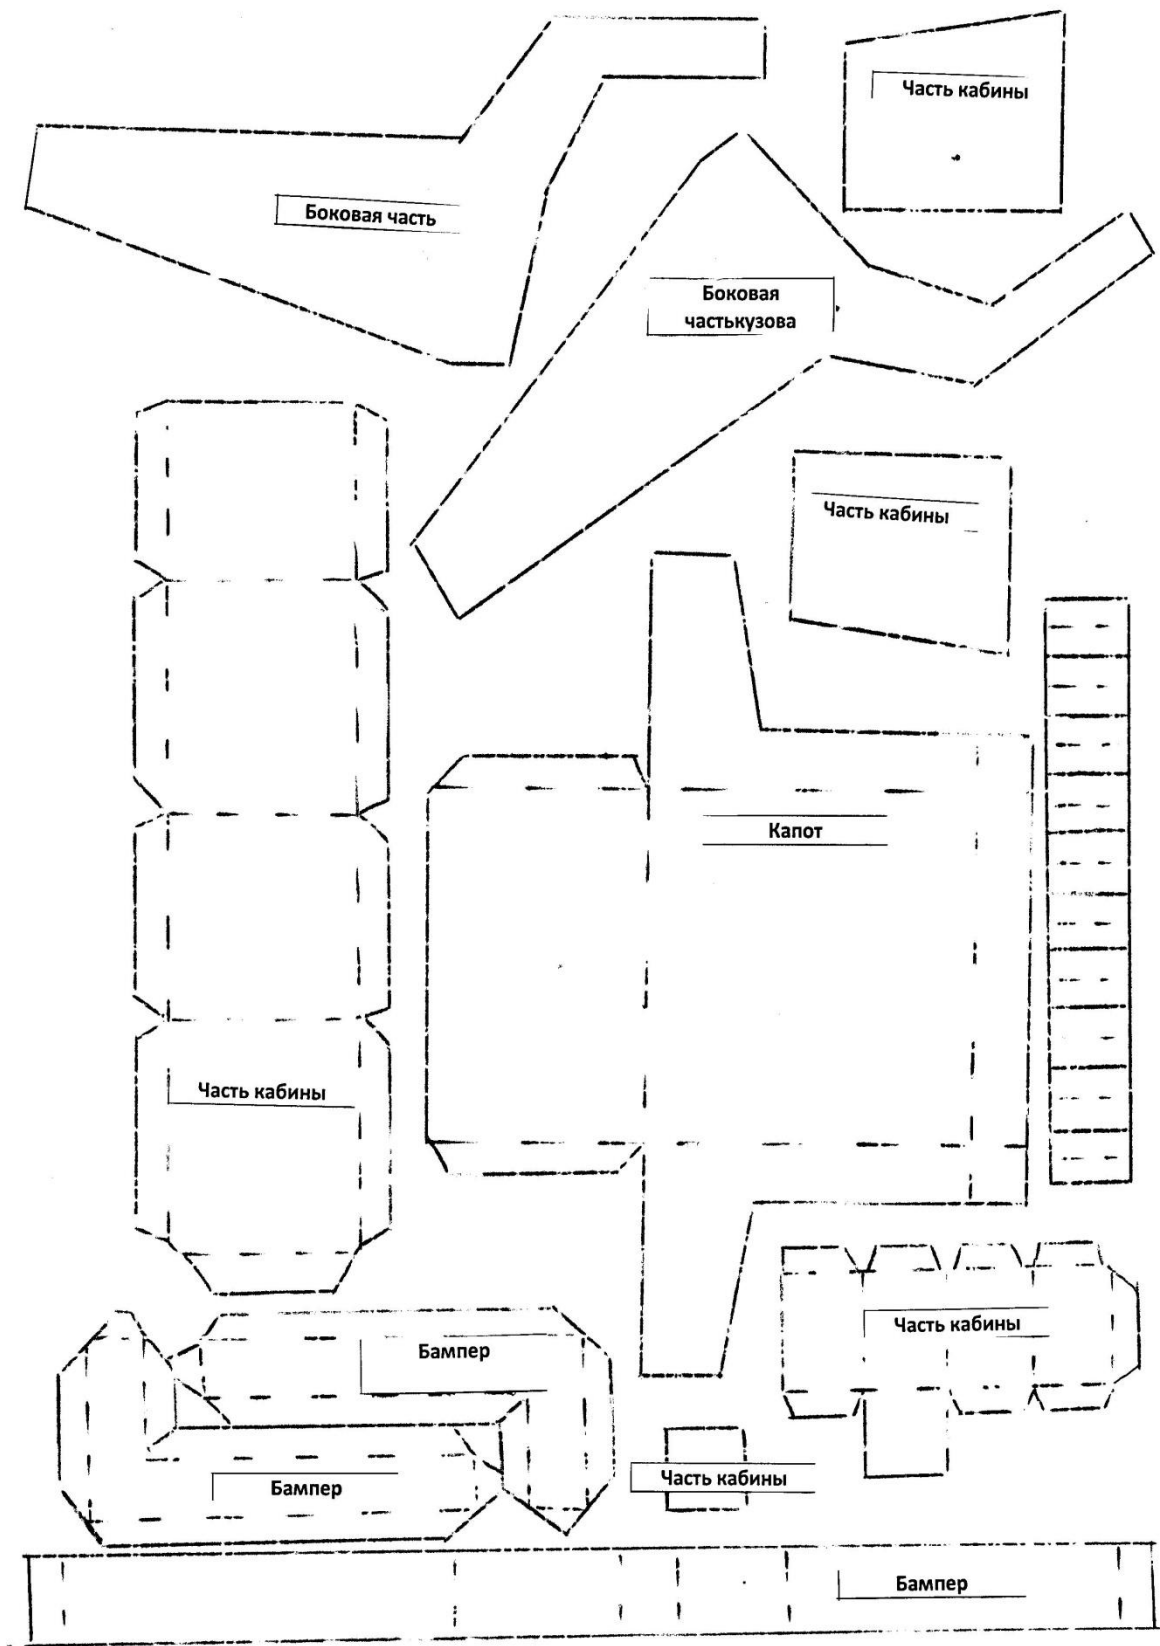 Часть кабины
Боковая часть
Боковая
частькузова
Часть кабины
Капот
Часть кабины
Часть кабины
Бампер
Часть кабины
Бампер
Бампер